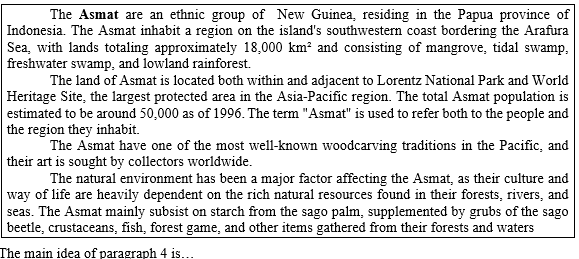 The Asmat are an ethnic group of New Guinea, residing in the Papua province of
Indonesia. The Asmat inhabit a region on the island's southwestern coast bordering the Arafura
Sea, with lands totaling approximately 18,000 km² and consisting of mangrove, tidal swamp,
freshwater swamp, and lowland rainforest.
The land of Asmat is located both within and adjacent to Lorentz National Park and World
Heritage Site, the largest protected area in the Asia-Pacific region. The total Asmat population is
estimated to be around 50,000 as of 1996. The term "Asmat" is used to refer both to the people and
the region they inhabit.
The Asmat have one of the most well-known woodcarving traditions in the Pacific, and
their art is sought by collectors worldwide.
The natural environment has been a major factor affecting the Asmat, as their culture and
way of life are heavily dependent on the rich natural resources found in their forests, rivers, and
seas. The Asmat mainly subsist on starch from the sago palm, supplemented by grubs of the sago
beetle, crustaceans, fish, forest game, and other items gathered from their forests and waters
The main idea of paragraph 4 is…